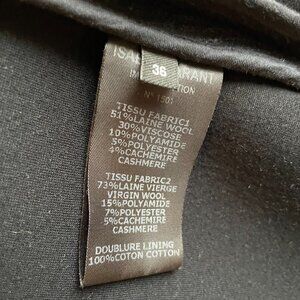 36
N° 1501
TISSU FABRIC1
51%LAINE WOOL
30%VISCOSE
10%POLYAMIDE
5%POLYESTER
4%CACHEMIRE
CASHMERE
TISSU FABRIC2
73%LAINE VIERGE
VIRGIN WOOL
15%POLYAMIDE
7%POLYESTER
5%CACHEMIRE
CASHMERE
DOUBLURE LINING
100%COTON COTTON